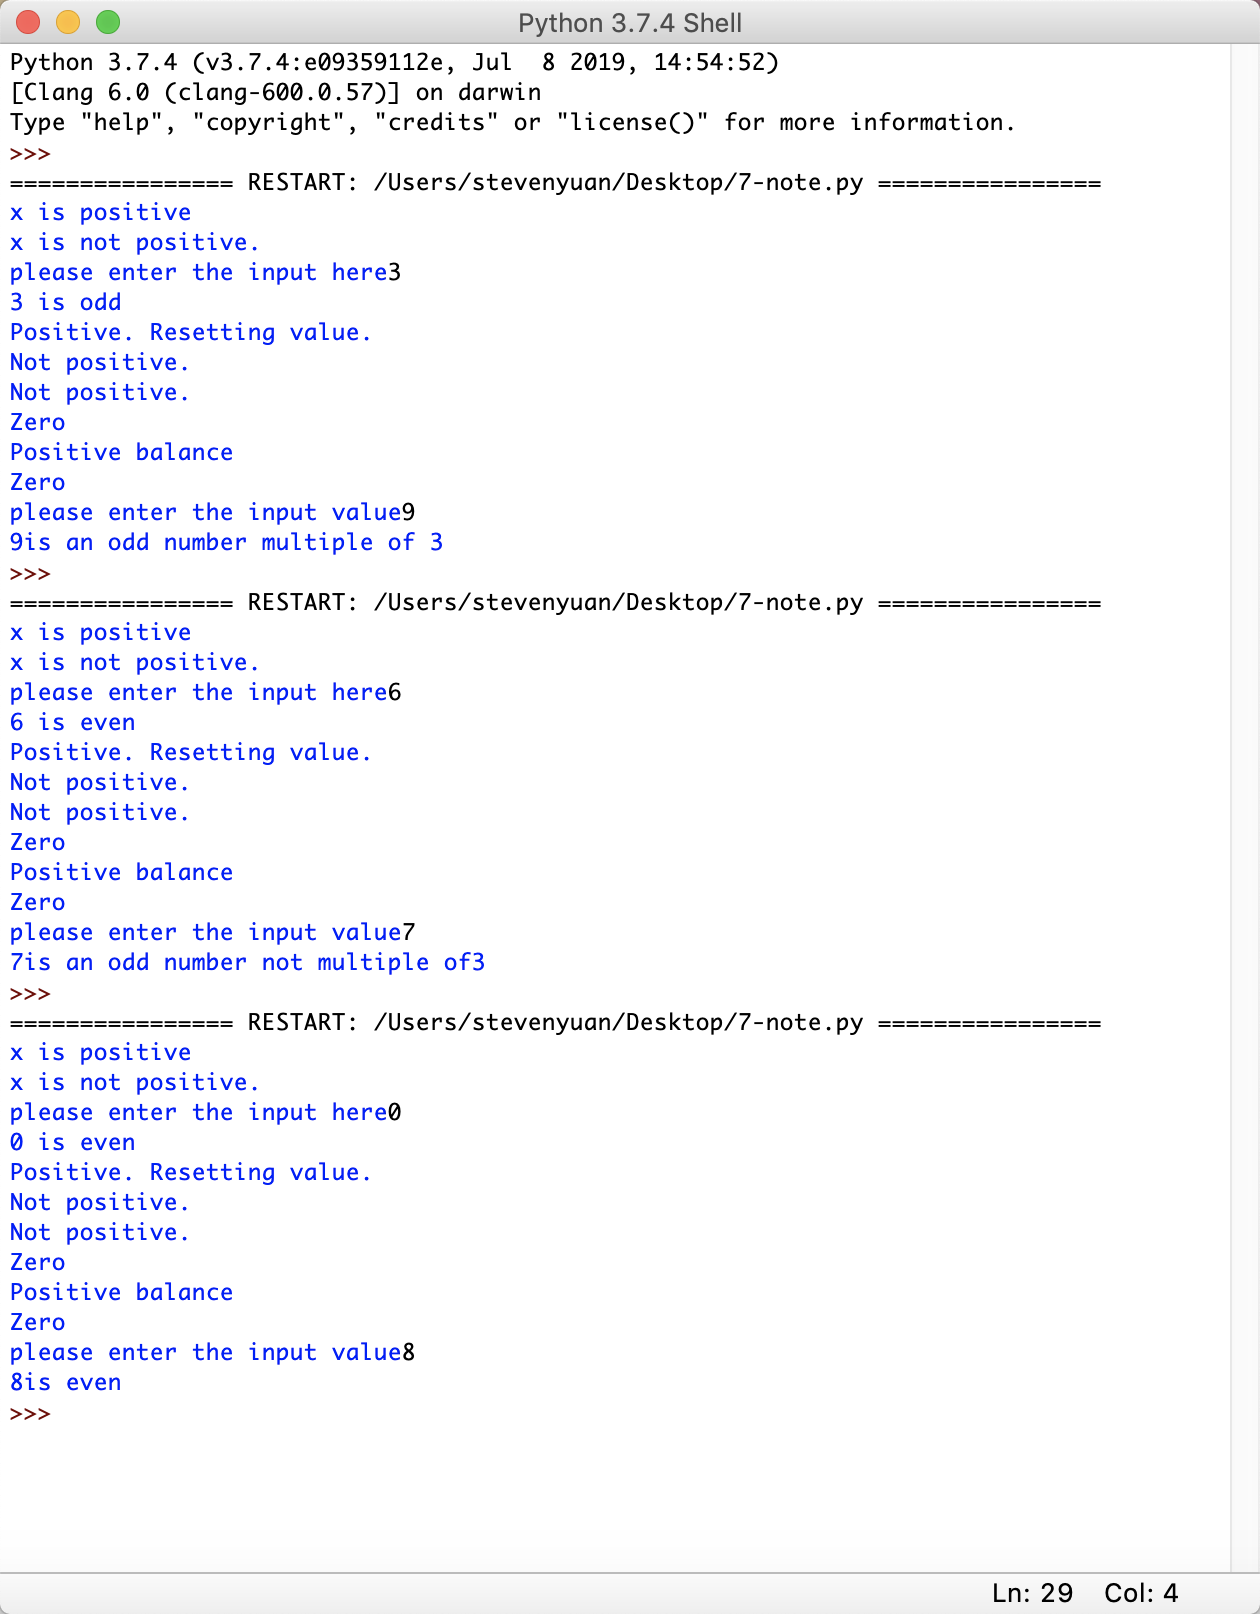 Python 3.7.4 Shell
Python 3.7.4 (v3.7.4:e09359112e, Jul  8 2019, 14:54:52)
[Clang 6.0 (clang-600.0.57)] on darwin
Type "help", "copyright", "credits" or "license()" for more information.
>>>
================ RESTART: /Users/stevenyuan/Desktop/7-note.py ================
x is positive
x is not positive.
please enter the input here3
3 is odd
Positive. Resetting value.
Not positive.
Not positive.
Zero
Positive balance
Zero
please enter the input value9
9is an odd number multiple of 3
>>>
================ RESTART: /Users/stevenyuan/Desktop/7-note.py ================
x is positive
x is not positive.
please enter the input here6
6 is even
Positive. Resetting value.
Not positive.
Not positive.
Zero
Positive balance
Zero
please enter the input value7
7is an odd number not multiple of3
>>>
================ RESTART: /Users/stevenyuan/Desktop/7-note.py ================
x is positive
x is not positive.
please enter the input here0
0 is even
Positive. Resetting value.
Not positive.
Not positive.
Zero
Positive balance
Zero
please enter the input value8
8is even
>>>
Ln: 29  Col: 4